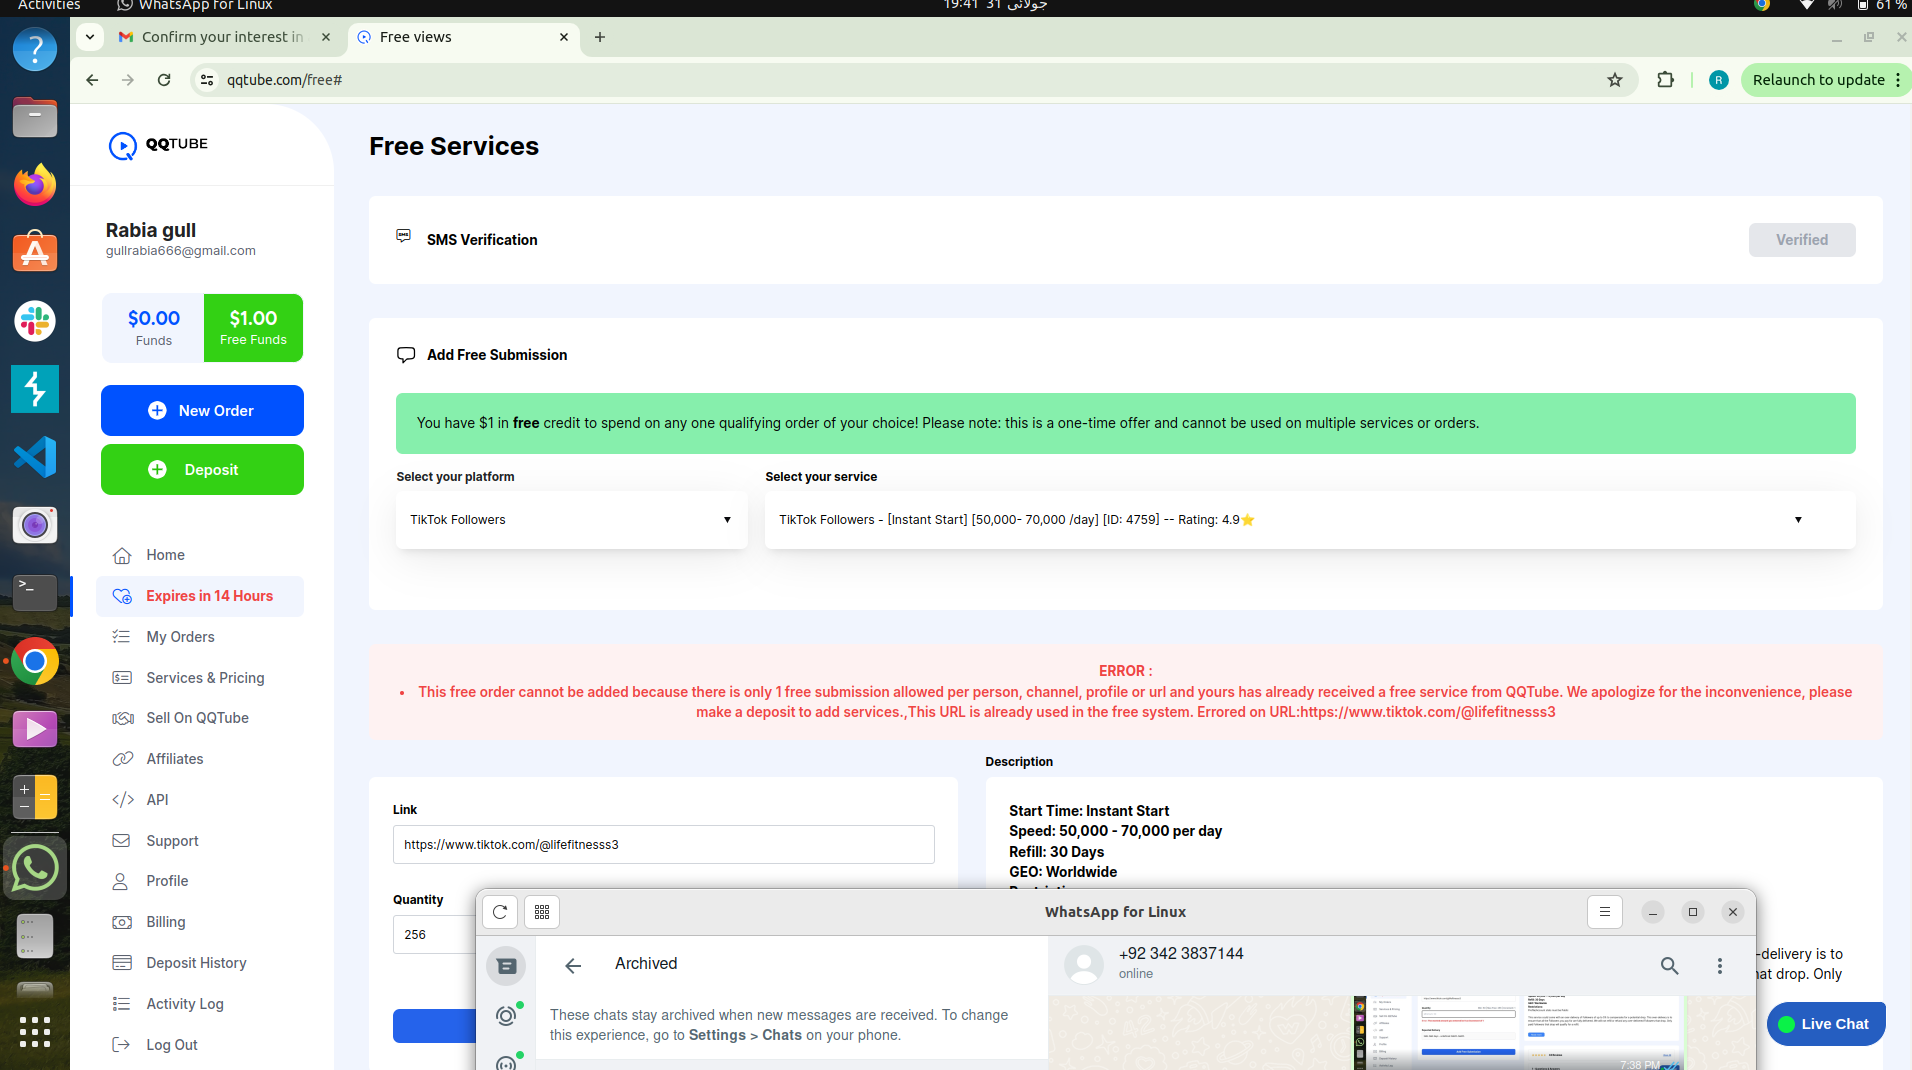 Activities
WhatsApp for Linux
19:41 31 جولائی
61 %
Confirm your interest in
Free views
qqtube.com/free#
R
Relaunch to update
QQTUBE
Free Services
Rabia gull
gullrabia666@gmail.com
SMS
SMS Verification
Verified
$0.00
Funds
$1.00
Free Funds
Add Free Submission
New Order
You have $1 in free credit to spend on any one qualifying order of your choice! Please note: this is a one-time offer and cannot be used on multiple services or orders.
Deposit
Select your platform
Select your service
TikTok Followers
TikTok Followers - [Instant Start] [50,000- 70,000 /day] [ID: 4759] -- Rating: 4.9⭐
Home
Expires in 14 Hours
My Orders
Services & Pricing
Sell On QQTube
Affiliates
API
Support
Profile
Billing
Deposit History
Activity Log
Log Out
ERROR :
• This free order cannot be added because there is only 1 free submission allowed per person, channel, profile or url and yours has already received a free service from QQTube. We apologize for the inconvenience, please
make a deposit to add services.,This URL is already used in the free system. Errored on URL:https://www.tiktok.com/@lifefitnesss3
Link
https://www.tiktok.com/@lifefitnesss3
Quantity
256
Description
Start Time: Instant Start
Speed: 50,000 - 70,000 per day
Refill: 30 Days
GEO: Worldwide
-delivery is to
at drop. Only
Live Chat
WhatsApp for Linux
Archived
These chats stay archived when new messages are received. To change
this experience, go to Settings > Chats on your phone.
+92 342 3837144
online
7:38 PM